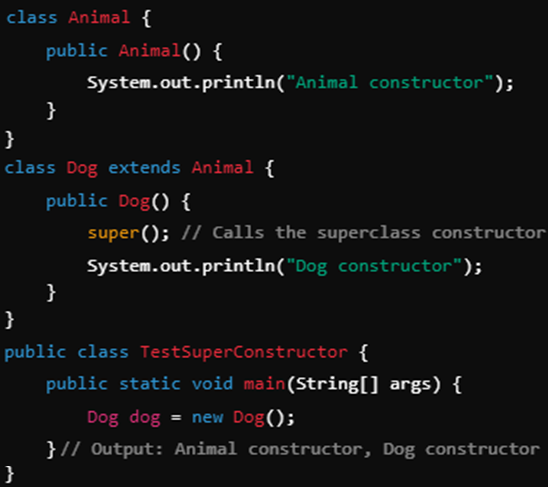 class Animal {
public Animal() {
System.out.println("Animal constructor");
}
}
class Dog extends Animal {
public Dog() {
super(); // Calls the superclass constructor
System.out.println("Dog constructor");
}
}
public class TestSuperConstructor {
public static void main(String[] args) {
Dog dog = new Dog();
}// Output: Animal constructor, Dog constructor
}